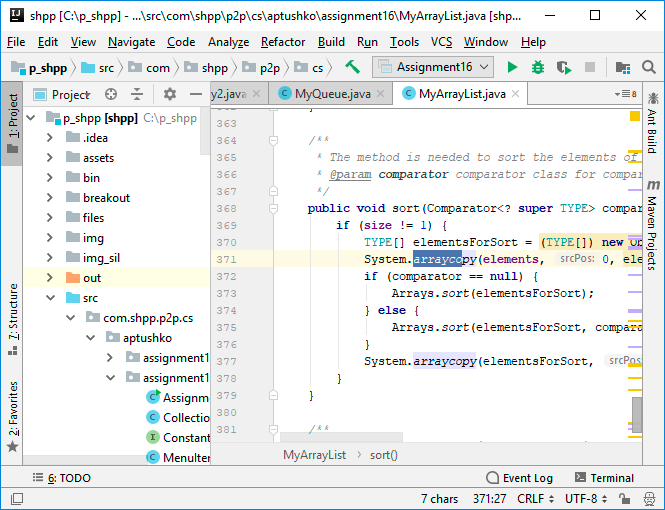 shpp [C:\p_shpp] - ...\src\com\shpp\p2p\cs\aptushko\assignment16\MyArrayList.java [shp...
File Edit View Navigate Code Analyze Refactor Build Run Tools VCS Window Help
p_shpp src com shpp p2p cs Assignment16
1: Project
Project
y2.java MyQueue.java MyArrayList.java 8
p_shpp [shpp] C:\p_shpp
.idea
assets
bin
breakout
files
img
img_sil
out
src
com.shpp.p2p.cs
aptushko
assignment1
assignment1
Assignm
Collection
Constant
MenuIter
7: Structure
2: Favorites
362 }
363
364 /**
365 * The method is needed to sort the elements of
366 * @param comparator comparator class for compar
367 */
368 public void sort(Comparator<? super TYPE> compar
369 if (size != 1) {
370 TYPE[] elementsForSort = (TYPE[]) new Ob
371 System.arraycopy(elements, srcPos: 0, ele
372 if (comparator == null) {
373 Arrays.sort(elementsForSort);
374 } else {
375 Arrays.sort(elementsForSort, compara
376 }
377 System.arraycopy(elementsForSort, srcPos
378 }
379 }
380
381 /**
MyArrayList sort()
Ant Build
m Maven Projects
6: TODO Event Log Terminal
7 chars 371:27 CRLF UTF-8